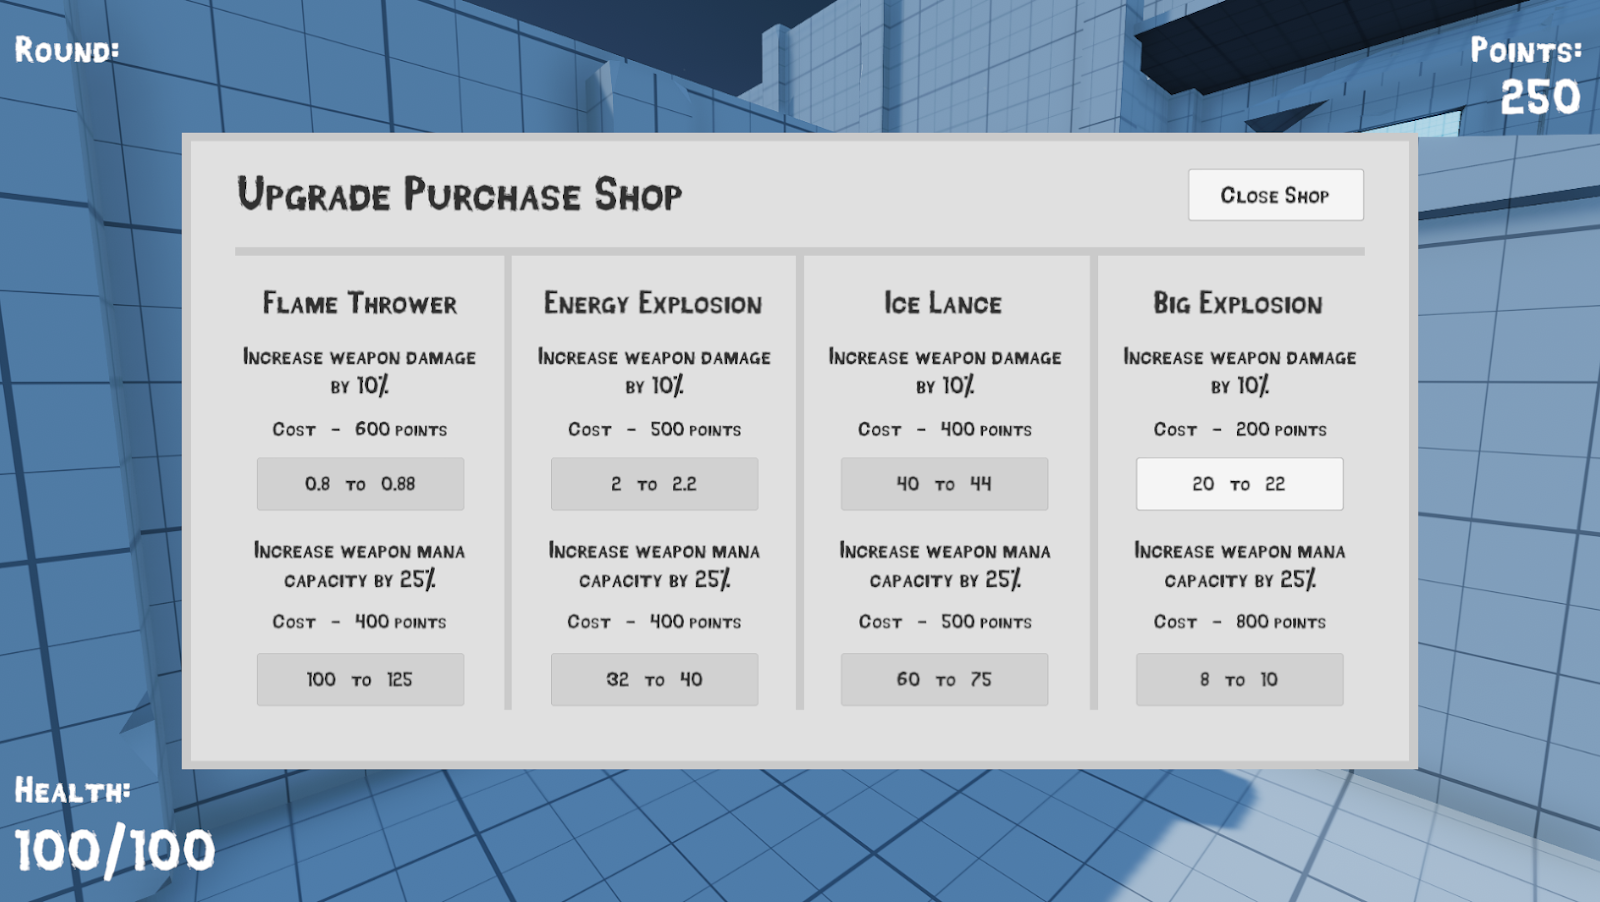 Round:
Points:
250
Upgrade Purchase Shop
Close Shop
Flame Thrower
Increase weapon damage
by 10%
Cost - 600 points
0.8 to 0.88
Increase weapon mana
capacity by 25%
Cost - 400 points
100 to 125
Energy Explosion
Increase weapon damage
by 10%
Cost - 500 points
2 to 2.2
Increase weapon mana
capacity by 25%
Cost - 400 points
32 to 40
Ice Lance
Increase weapon damage
by 10%
Cost - 400 points
40 to 44
Increase weapon mana
capacity by 25%
Cost - 500 points
60 to 75
Big Explosion
Increase weapon damage
by 10%
Cost - 200 points
20 to 22
Increase weapon mana
capacity by 25%
Cost - 800 points
8 to 10
Health:
100/100